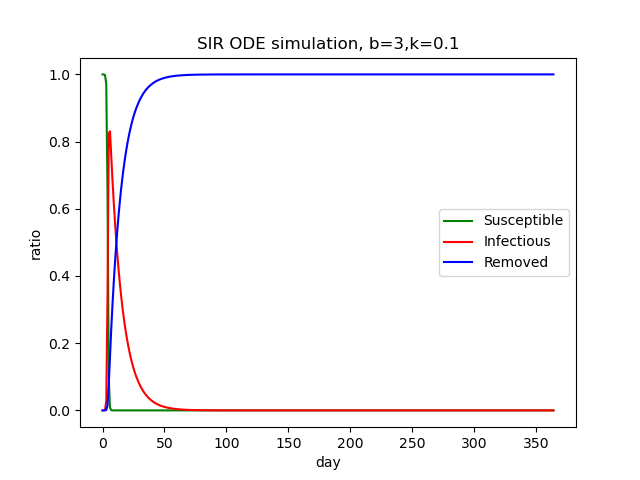 SIR ODE simulation, b=3,k=0.1
1.0
0.8
0.6
0.4
0.2
0.0
ratio
Susceptible
Infectious
Removed
0 50 100 150 200 250 300 350
day